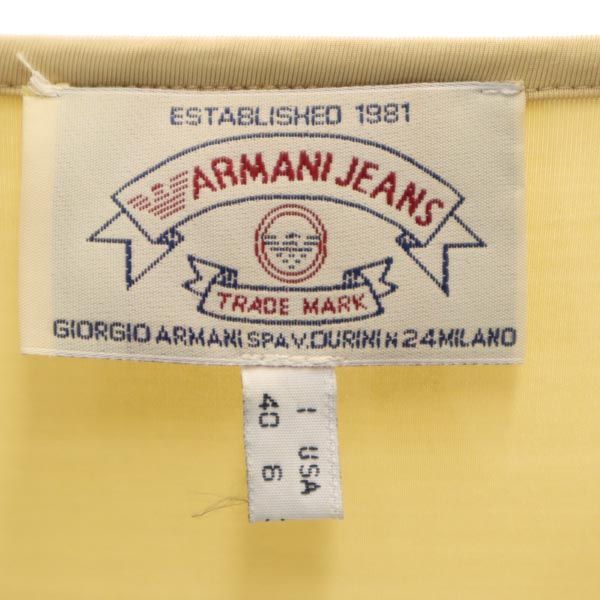 ESTABLISHED 1981
ARMANI JEANS
TRADE MARK
GIORGIO ARMANI SPA V. DURINI N 24 MILANO
I USA
40 6